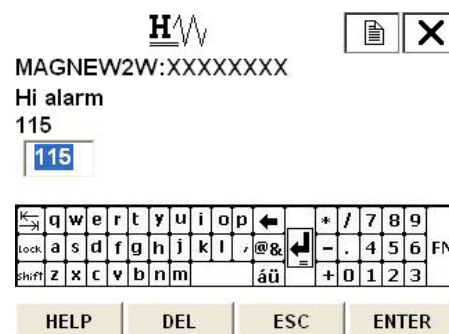 H
MAGNEW2W:XXXXXXXX
Hi alarm
115
115
q w e r t y u i o p * / 7 8 9
Lock a s d f g h j k l , @& - . 4 5 6 FN
shift z x c v b n m áü = + 0 1 2 3
HELP DEL ESC ENTER